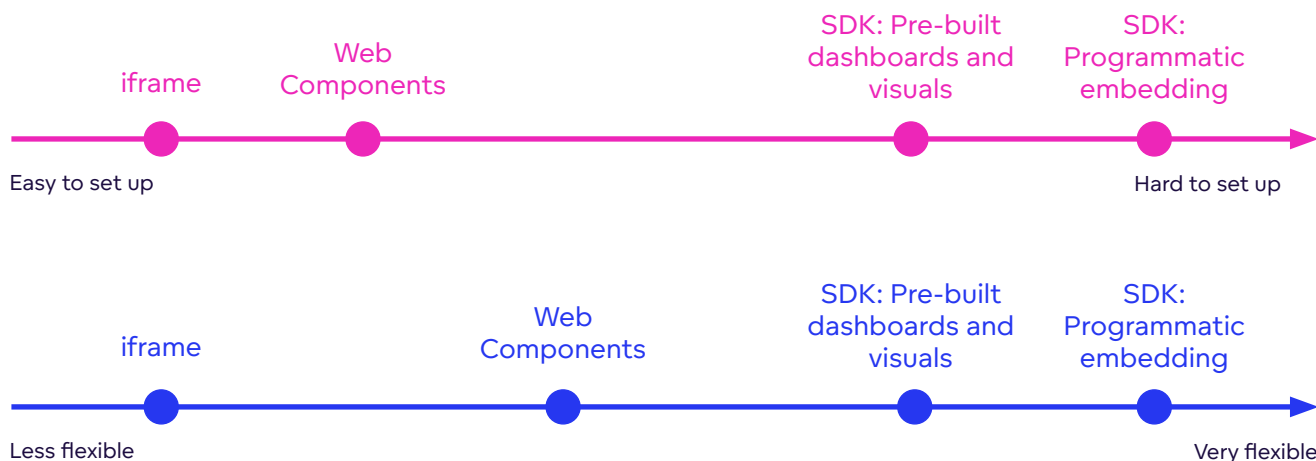 iframe
Web
Components
SDK: Pre-built
dashboards and
visuals
SDK:
Programmatic
embedding
Easy to set up
Hard to set up
iframe
Web
Components
SDK: Pre-built
dashboards and
visuals
SDK:
Programmatic
embedding
Less flexible
Very flexible